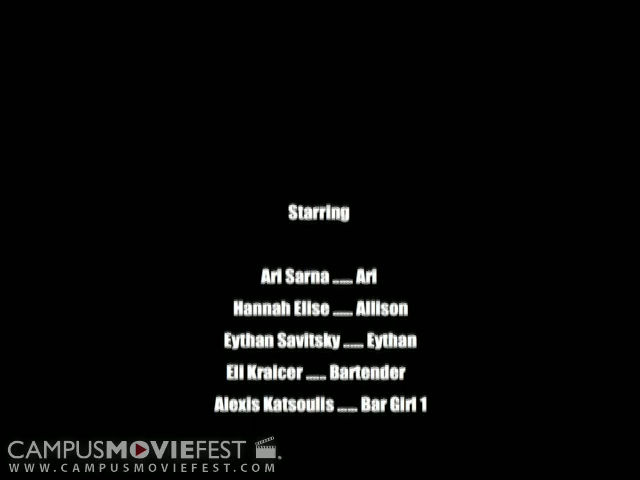 Starring
Ari Sarna ..... Ari
Hannah Elise ..... Allison
Eythan Savitsky ..... Eythan
Eli Kraicer ..... Bartender
Alexis Katsoulis ..... Bar Girl 1
CAMPUSMOVIEFEST
WWW.CAMPUSMOVIEFEST.COM